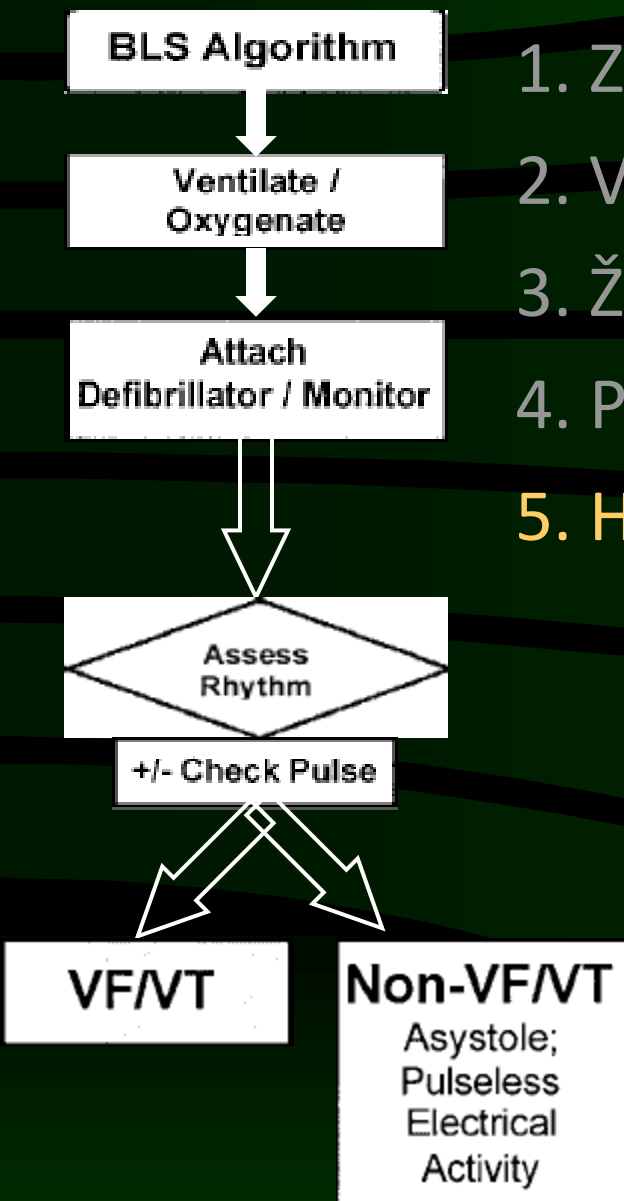 BLS Algorithm
Ventilate /
Oxygenate
Attach
Defibrillator / Monitor
Assess
Rhythm
+/- Check Pulse
VF/VT
Non-VF/VT
Asystole;
Pulseless
Electrical
Activity
1. Z
2. V
3. Ž
4. P
5. H